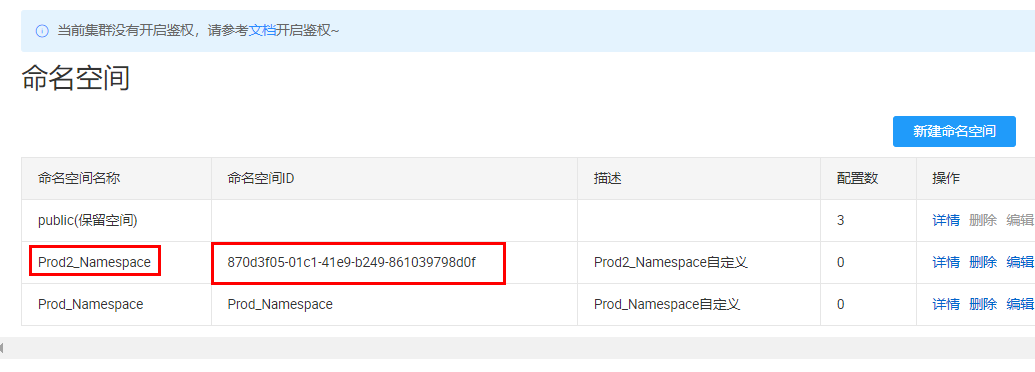 当前集群没有开启鉴权，请参考文档开启鉴权~
命名空间
新建命名空间
命名空间名称 命名空间ID 描述 配置数 操作
public(保留空间) 3 详情 删除 编辑
Prod2_Namespace 870d3f05-01c1-41e9-b249-861039798d0f Prod2_Namespace自定义 0 详情 删除 编辑
Prod_Namespace Prod_Namespace Prod_Namespace自定义 0 详情 删除 编辑